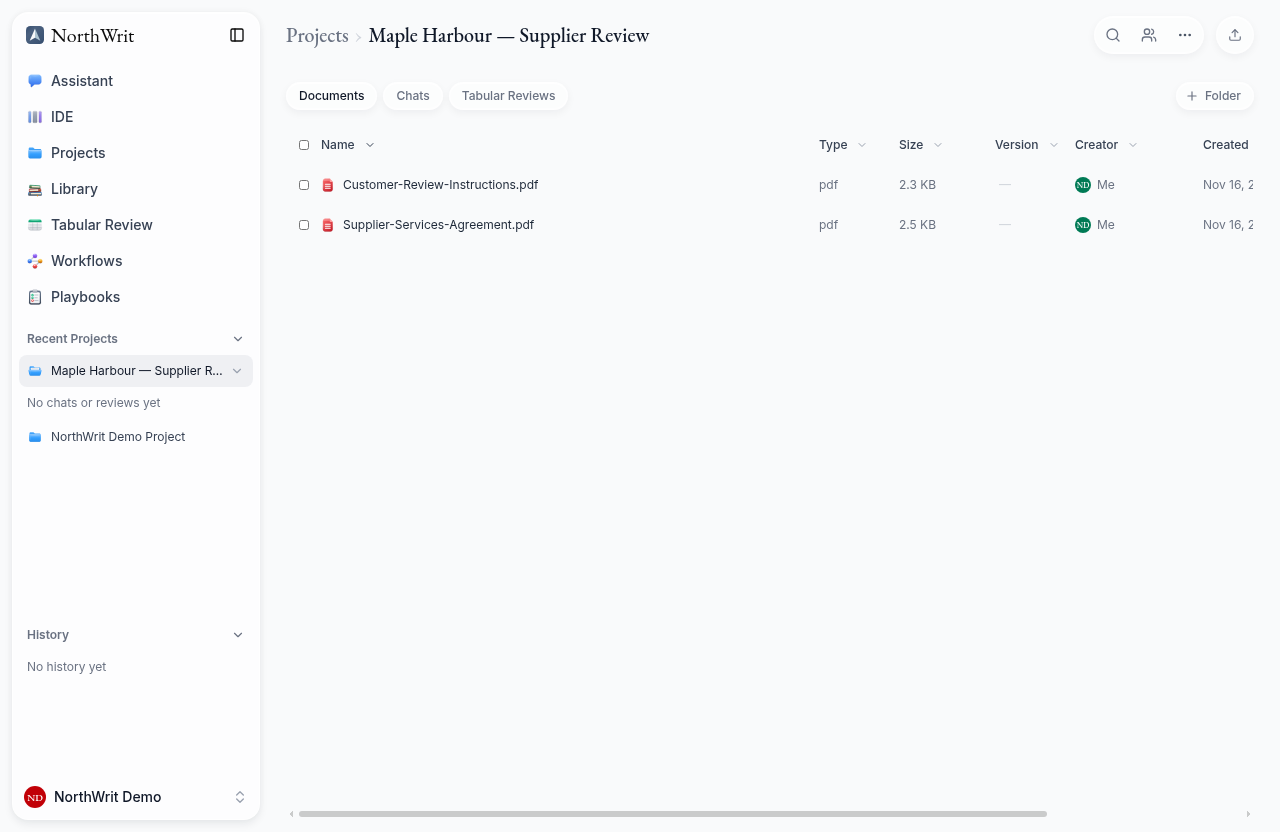 NorthWrit
Assistant
IDE
Projects
Library
Tabular Review
Workflows
Playbooks
Recent Projects
Maple Harbour — Supplier R...
No chats or reviews yet
NorthWrit Demo Project
History
No history yet
ND NorthWrit Demo
Projects › Maple Harbour — Supplier Review
Documents Chats Tabular Reviews + Folder
Name Type Size Version Creator Created
Customer-Review-Instructions.pdf pdf 2.3 KB — ND Me Nov 16, 2
Supplier-Services-Agreement.pdf pdf 2.5 KB — ND Me Nov 16, 2